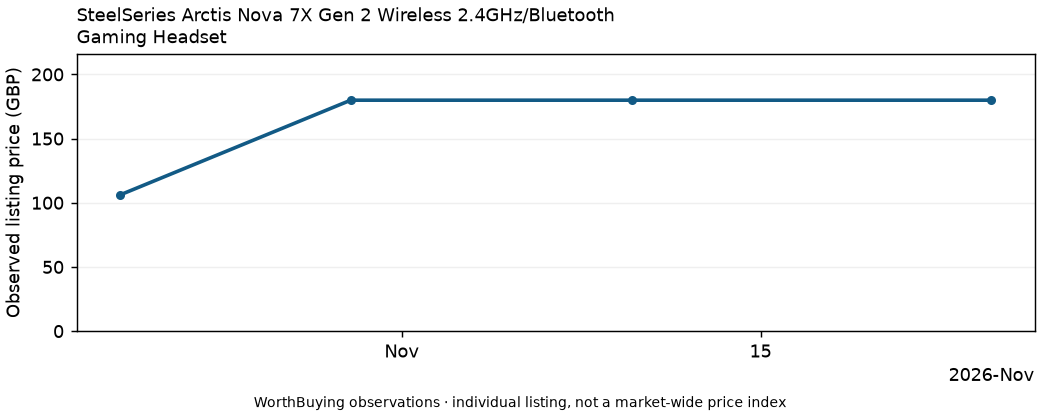 SteelSeries Arctis Nova 7X Gen 2 Wireless 2.4GHz/Bluetooth
Gaming Headset
Observed listing price (GBP)
200
150
100
50
0
Nov
15
2026-Nov
WorthBuying observations · individual listing, not a market-wide price index